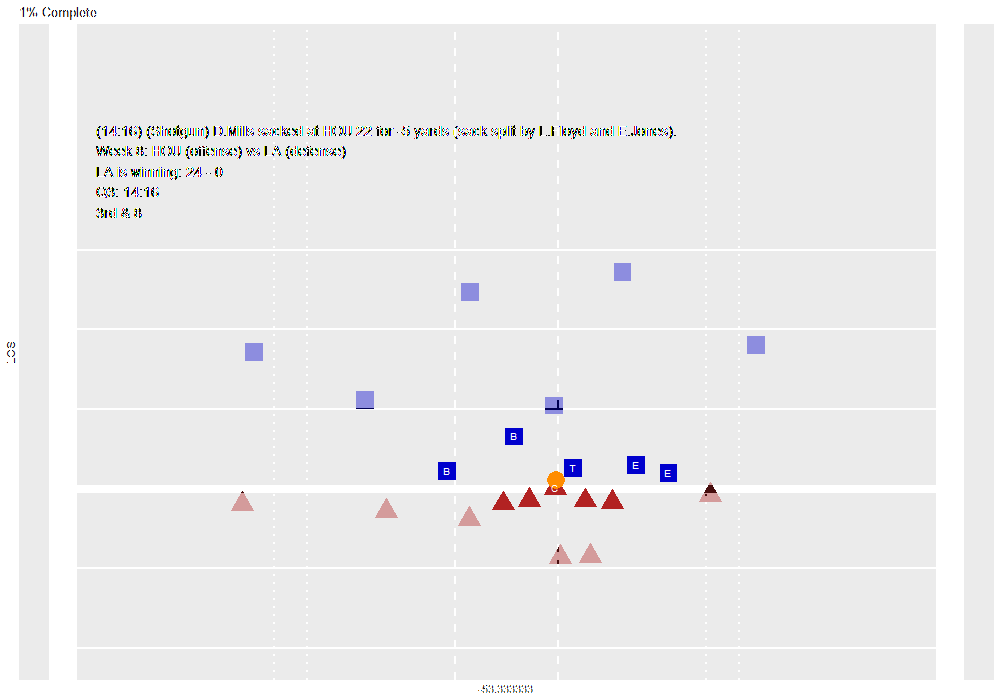 1% Complete
(14:16) (Shotgun) D.Mills sacked at HOU 22 for -5 yards (sack split by L.Floyd and E.Jones).
Week 8: HOU (offense) vs LA (defense)
LA is winning: 24 - 0
Q3: 14:16
3rd & 8
LOS
B
B
T
E
E
C
-53.333333